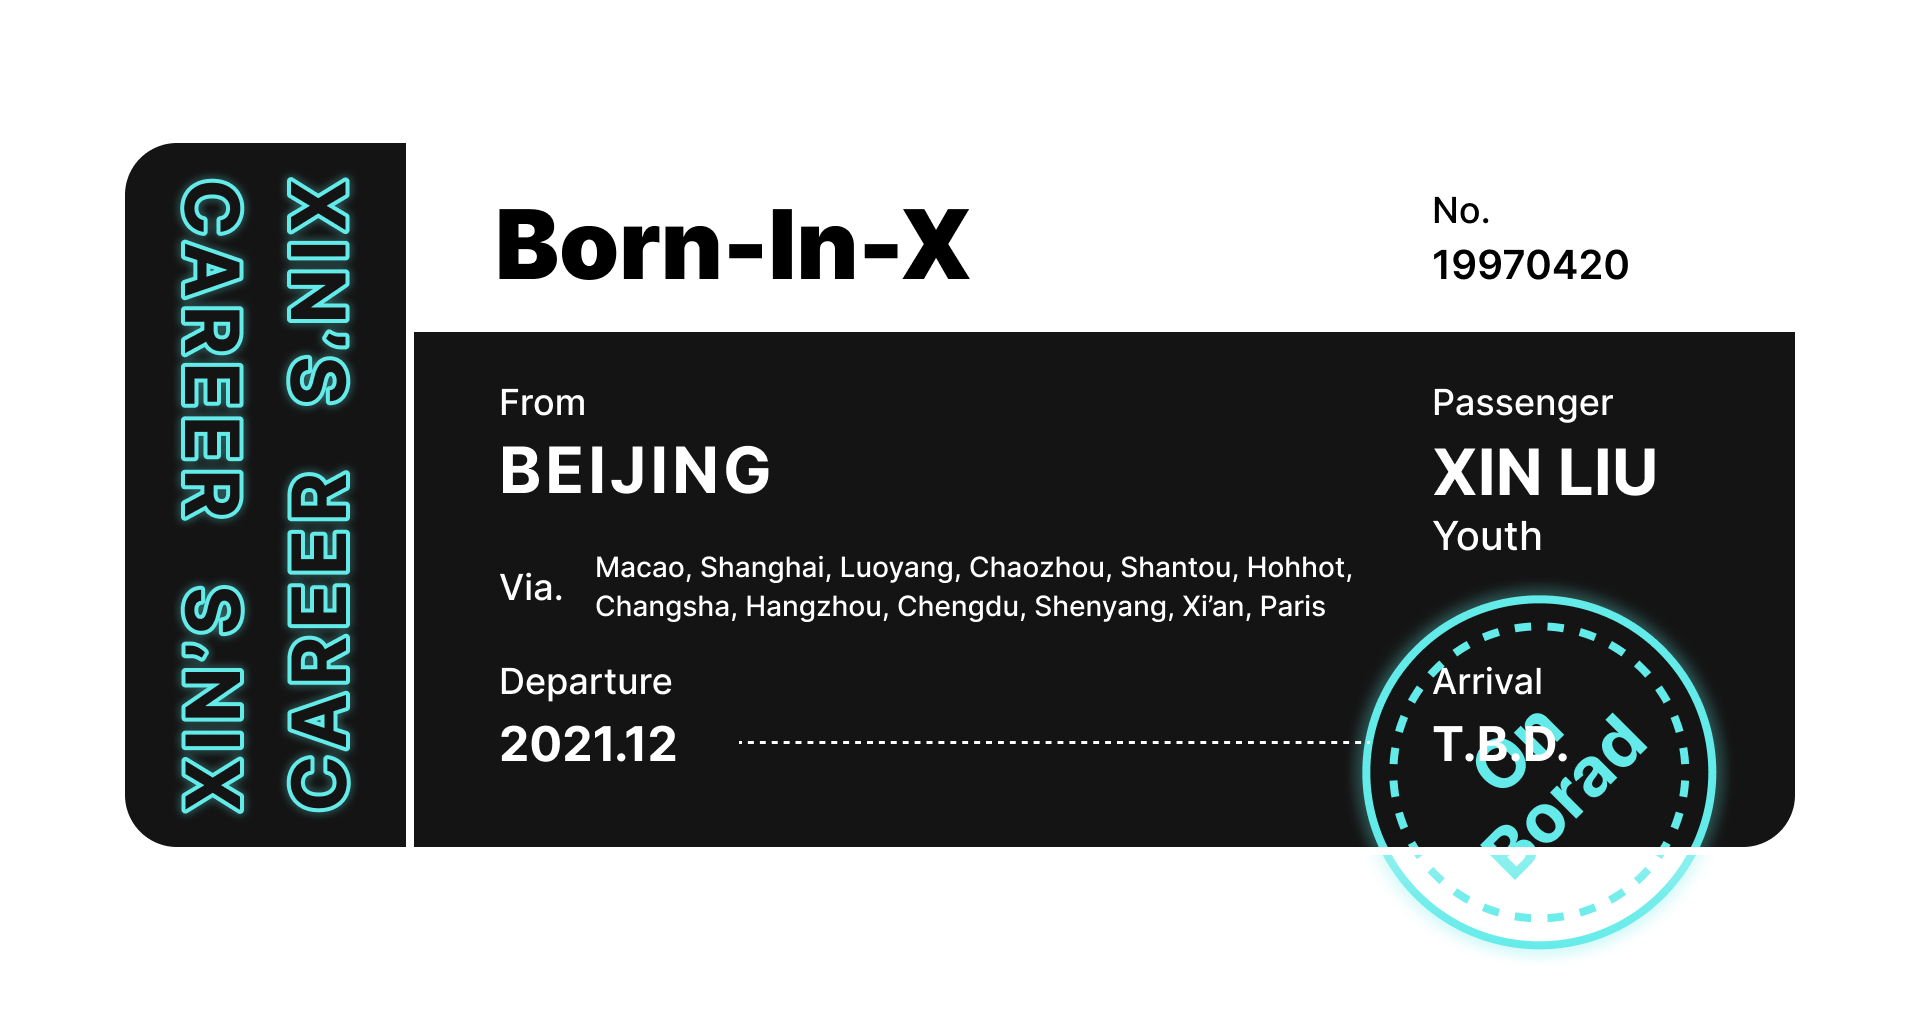 CAREER XIN'S
XIN'S CAREER
Born-In-X
No.
19970420
From
BEIJING
Passenger
XIN LIU
Youth
Via.
Macao, Shanghai, Luoyang, Chaozhou, Shantou, Hohhot,
Changsha, Hangzhou, Chengdu, Shenyang, Xi’an, Paris
Departure
2021.12
Arrival
T.B.D.
On
Borad